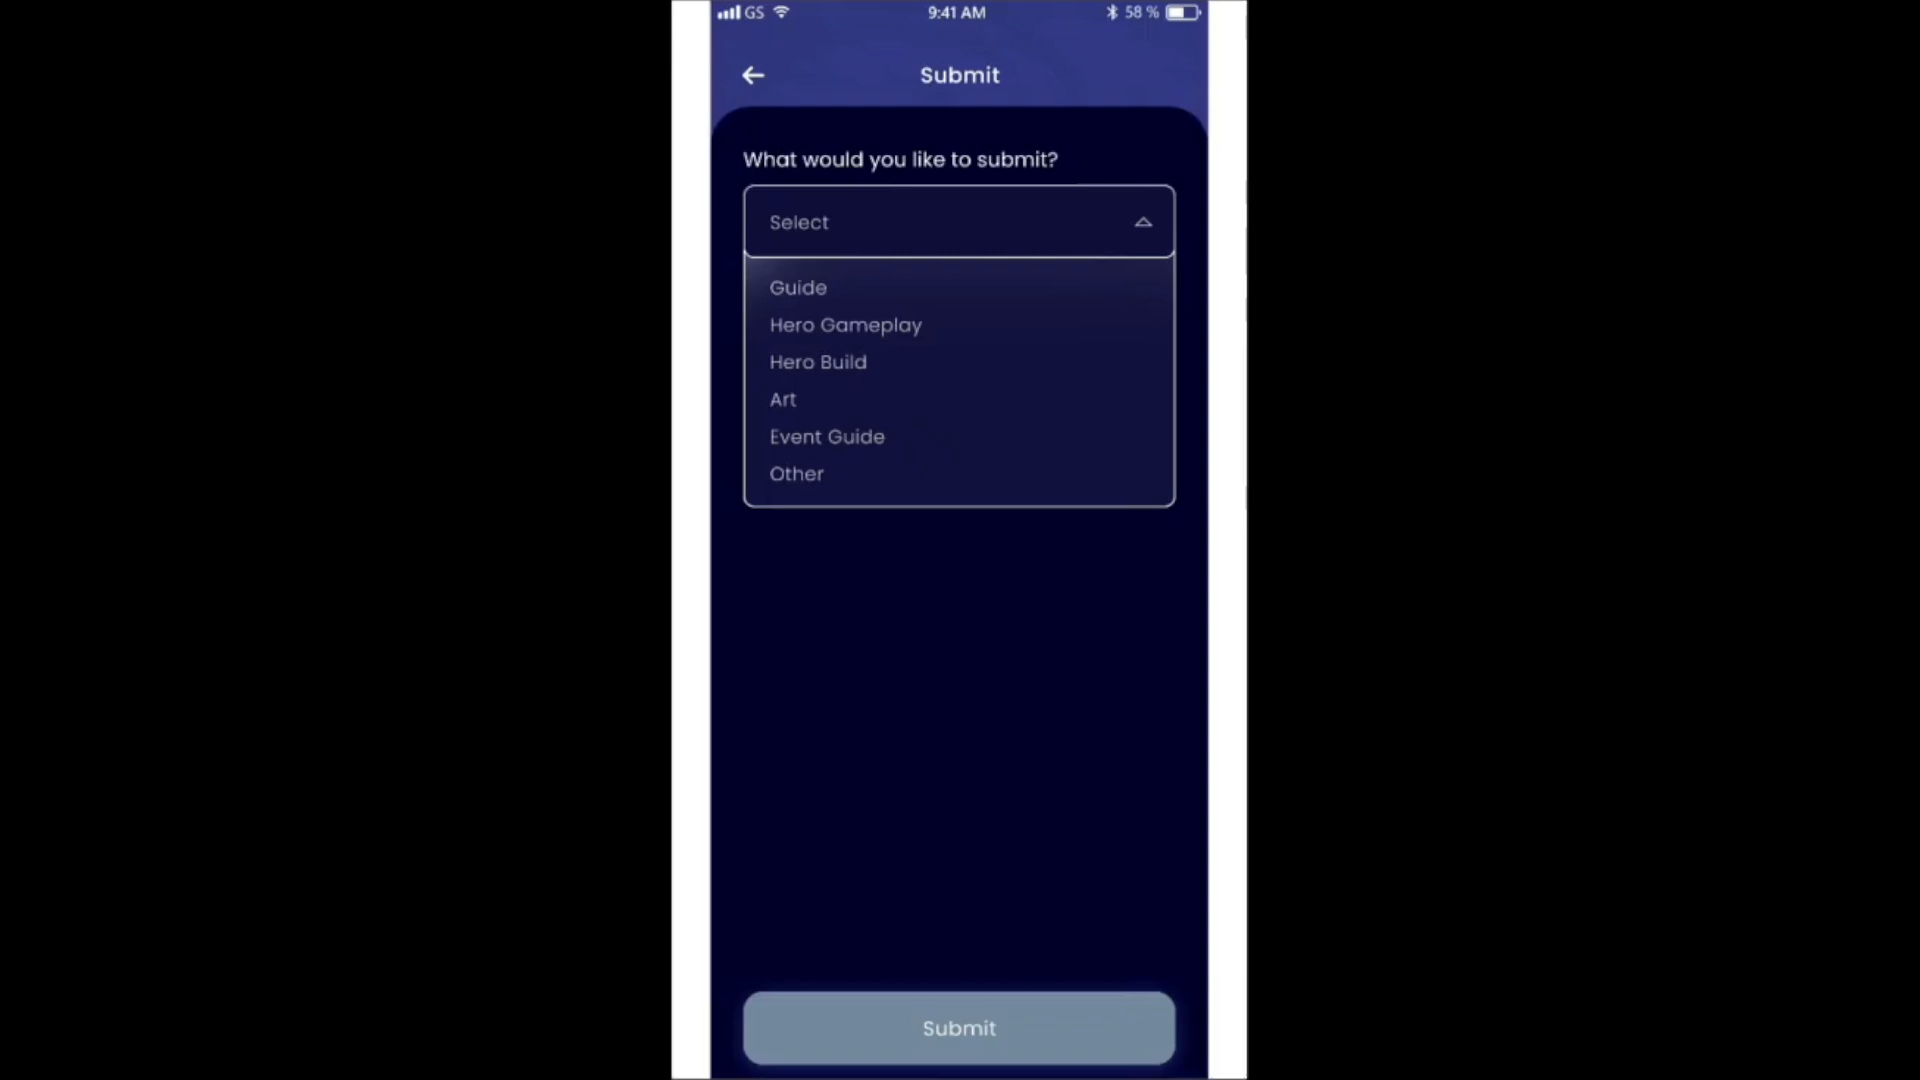 GS 9:41 AM 58 %
Submit
What would you like to submit?
Select
Guide
Hero Gameplay
Hero Build
Art
Event Guide
Other
Submit